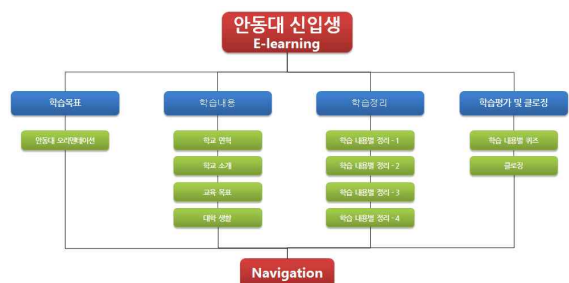 안동대 신입생
E-learning
학습목표
학습내용
학습정리
학습평가 및 클로징
안동대 오리엔테이션
학교 연혁
학습 내용별 정리 - 1
학습 내용별 퀴즈
학교 소개
학습 내용별 정리 - 2
클로징
교육 목표
학습 내용별 정리 - 3
대학 생활
학습 내용별 정리 - 4
Navigation